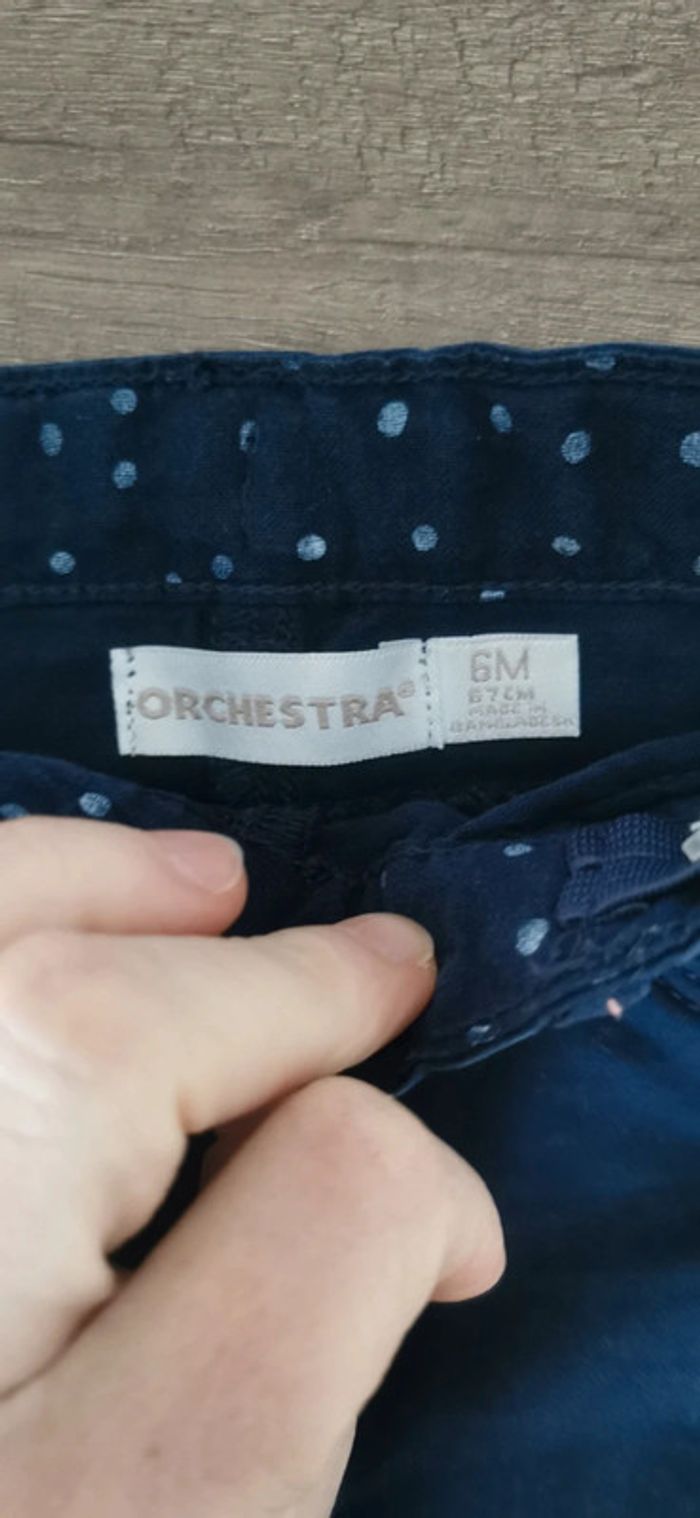 ORCHESTRA®
6M
67CM
MADE IN
BANGLADESH